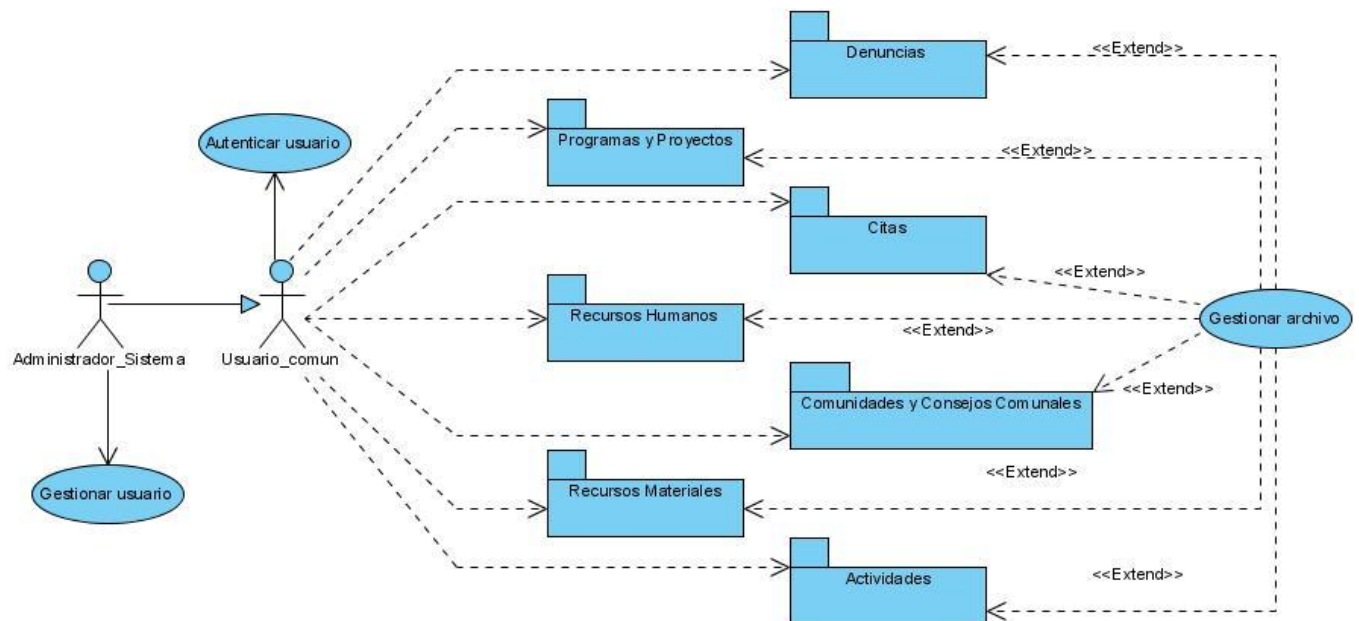 Denuncias
<<Extend>>
Autenticar usuario
Programas y Proyectos
<<Extend>>
Citas
<<Extend>>
Administrador_Sistema
Usuario_comun
Recursos Humanos
<<Extend>>
Gestionar archivo
Comunidades y Consejos Comunales
<<Extend>>
Gestionar usuario
Recursos Materiales
<<Extend>>
Actividades
<<Extend>>